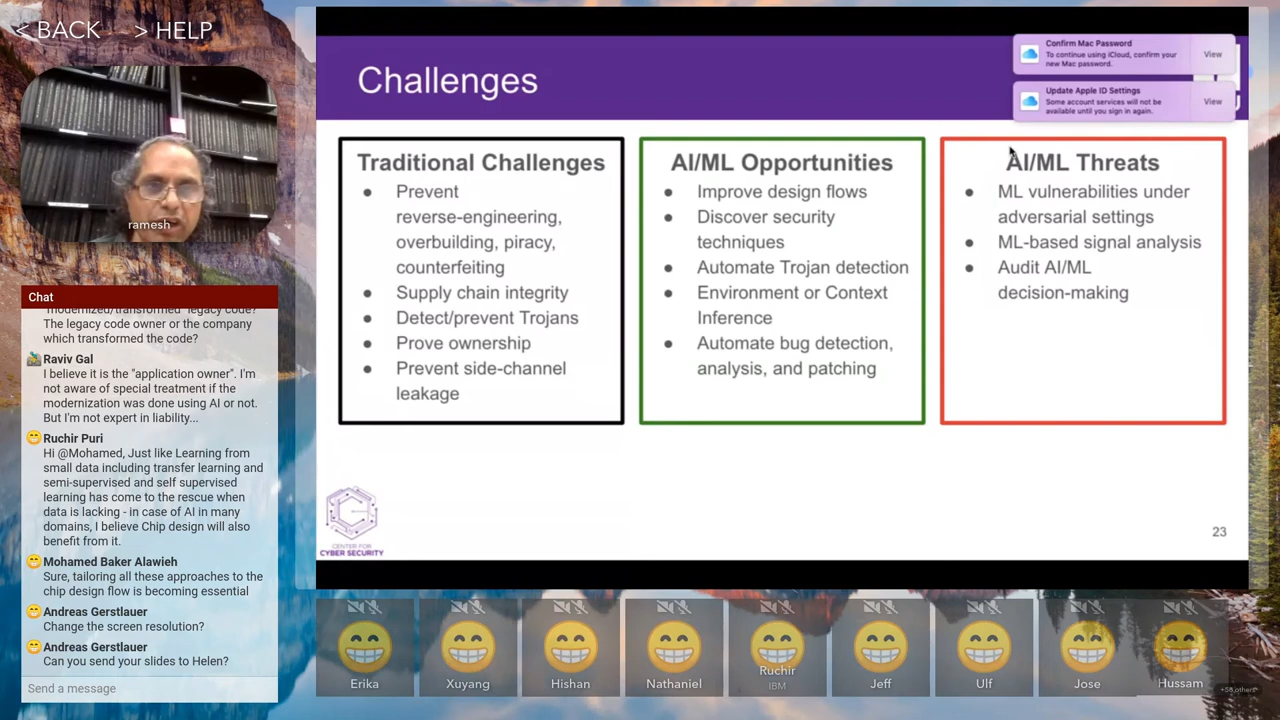 < BACK
> HELP
ramesh
Chat
"modernized/transformed" legacy code?
The legacy code owner or the company
which transformed the code?
Raviv Gal
I believe it is the "application owner". I'm
not aware of special treatment if the
modernization was done using AI or not.
But I'm not expert in liability...
Ruchir Puri
Hi @Mohamed, Just like Learning from
small data including transfer learning and
semi-supervised and self supervised
learning has come to the rescue when
data is lacking - in case of AI in many
domains, I believe Chip design will also
benefit from it.
Mohamed Baker Alawieh
Sure, tailoring all these approaches to the
chip design flow is becoming essential
Andreas Gerstlauer
Change the screen resolution?
Andreas Gerstlauer
Can you send your slides to Helen?
Send a message
Challenges
Confirm Mac Password
To continue using iCloud, confirm your
new Mac password.
View
Update Apple ID Settings
Some account services will not be
available until you sign in again.
View
Traditional Challenges
● Prevent
reverse-engineering,
overbuilding, piracy,
counterfeiting
● Supply chain integrity
● Detect/prevent Trojans
● Prove ownership
● Prevent side-channel
leakage
AI/ML Opportunities
● Improve design flows
● Discover security
techniques
● Automate Trojan detection
● Environment or Context
Inference
● Automate bug detection,
analysis, and patching
AI/ML Threats
● ML vulnerabilities under
adversarial settings
● ML-based signal analysis
● Audit AI/ML
decision-making
CENTER FOR
CYBER SECURITY
23
Erika
Xuyang
Hishan
Nathaniel
Ruchir
IBM
Jeff
Ulf
Jose
Hussam